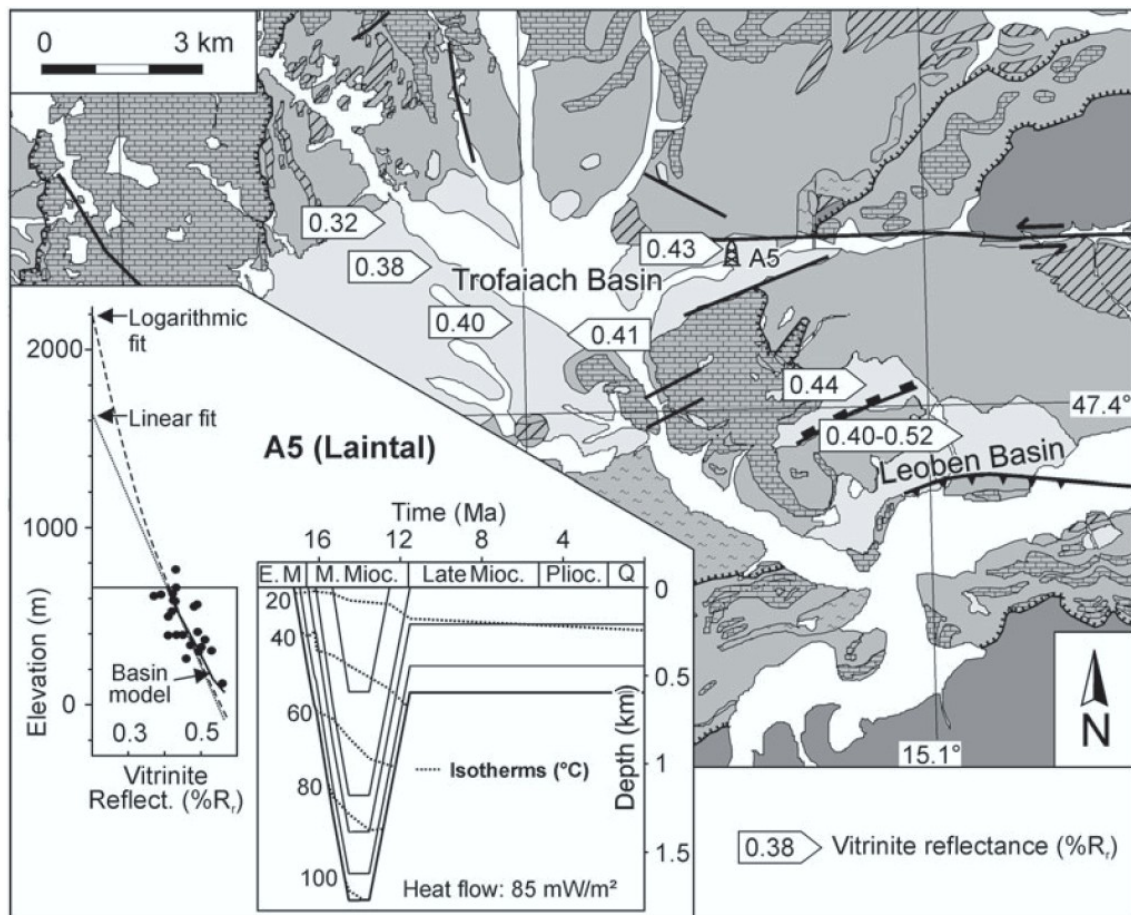 0 3 km
0.32
0.43
A5
0.38
Trofaiach Basin
0.40
0.41
0.44
47.4°
0.40-0.52
Leoben Basin
15.1°
N
Logarithmic
fit
2000
Linear fit
1000
Basin
model
0
0.3 0.5
Elevation (m)
Vitrinite
Reflect. (%Rr)
A5 (Laintal)
Time (Ma)
16 12 8 4
E. M M. Mioc. Late Mioc. Plioc. Q
0
20
40
0.5
60
Isotherms (°C)
80
1
1.5
100
Depth (km)
Heat flow: 85 mW/m²
0.38 Vitrinite reflectance (%Rr)